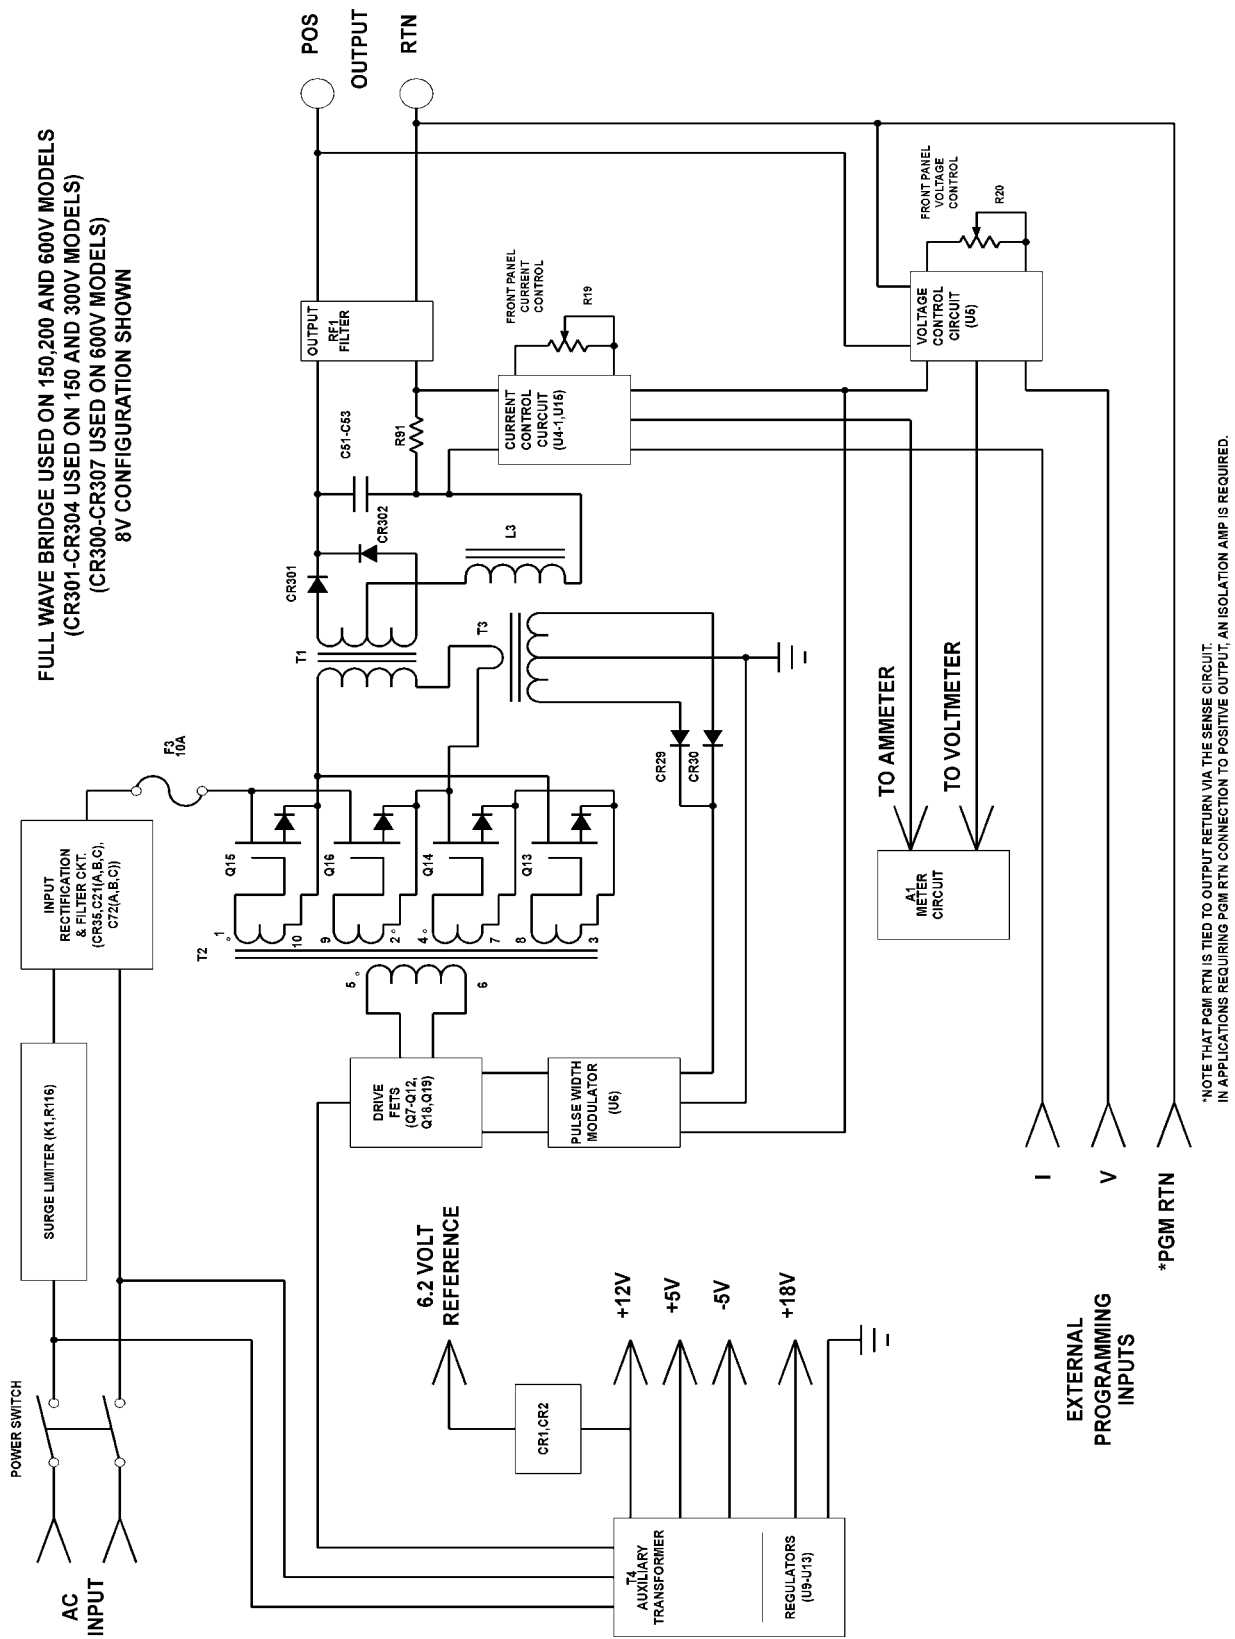 FULL WAVE BRIDGE USED ON 150,200 AND 600V MODELS
(CR301-CR304 USED ON 150 AND 300V MODELS)
(CR300-CR307 USED ON 600V MODELS)
8V CONFIGURATION SHOWN
POWER SWITCH
AC
INPUT
SURGE LIMITER (K1,R116)
INPUT
RECTIFICATION
& FILTER CKT.
(CR35,C21(A,B,C),
C72(A,B,C))
F3
10A
Q15
Q16
Q14
Q13
T2
1
10
9
2
4
7
8
3
5
6
T1
CR301
CR302
C51-C53
R91
L3
T3
CR29
CR30
OUTPUT
RF1
FILTER
POS
OUTPUT
RTN
FRONT PANEL
CURRENT
CONTROL
R19
CURRENT
CONTROL
CURCUIT
(U4-1,U15)
FRONT PANEL
VOLTAGE
CONTROL
R20
VOLTAGE
CONTROL
CIRCUIT
(U5)
DRIVE
FETS
(Q7-Q12,
Q18,Q19)
PULSE WIDTH
MODULATOR
(U6)
TO AMMETER
TO VOLTMETER
A1
METER
CIRCUIT
6.2 VOLT
REFERENCE
CR1,CR2
+12V
+5V
-5V
+18V
T4
AUXILIARY
TRANSFORMER
REGULATORS
(U9-U13)
EXTERNAL
PROGRAMMING
INPUTS
I
V
*PGM RTN
*NOTE THAT PGM RTN IS TIED TO OUTPUT RETURN VIA THE SENSE CIRCUIT.
IN APPLICATIONS REQUIRING PGM RTN CONNECTION TO POSITIVE OUTPUT, AN ISOLATION AMP IS REQUIRED.